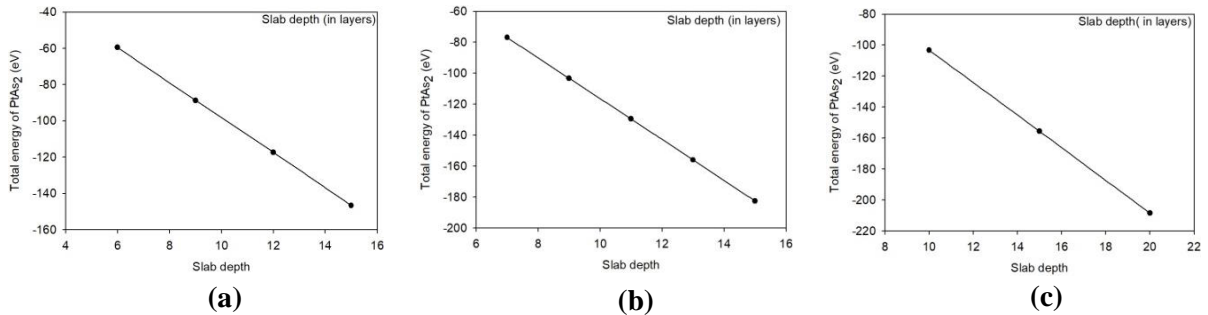 Slab depth (in layers)
Total energy of PtAs2 (eV)
-40
-60
-80
-100
-120
-140
-160
4 6 8 10 12 14 16
Slab depth
(a)
Slab depth (in layers)
Total energy of PtAs2 (eV)
-60
-80
-100
-120
-140
-160
-180
-200
6 8 10 12 14 16
Slab depth
(b)
Slab depth( in layers)
Total energy of PtAs2 (eV)
-80
-100
-120
-140
-160
-180
-200
-220
8 10 12 14 16 18 20 22
Slab depth
(c)